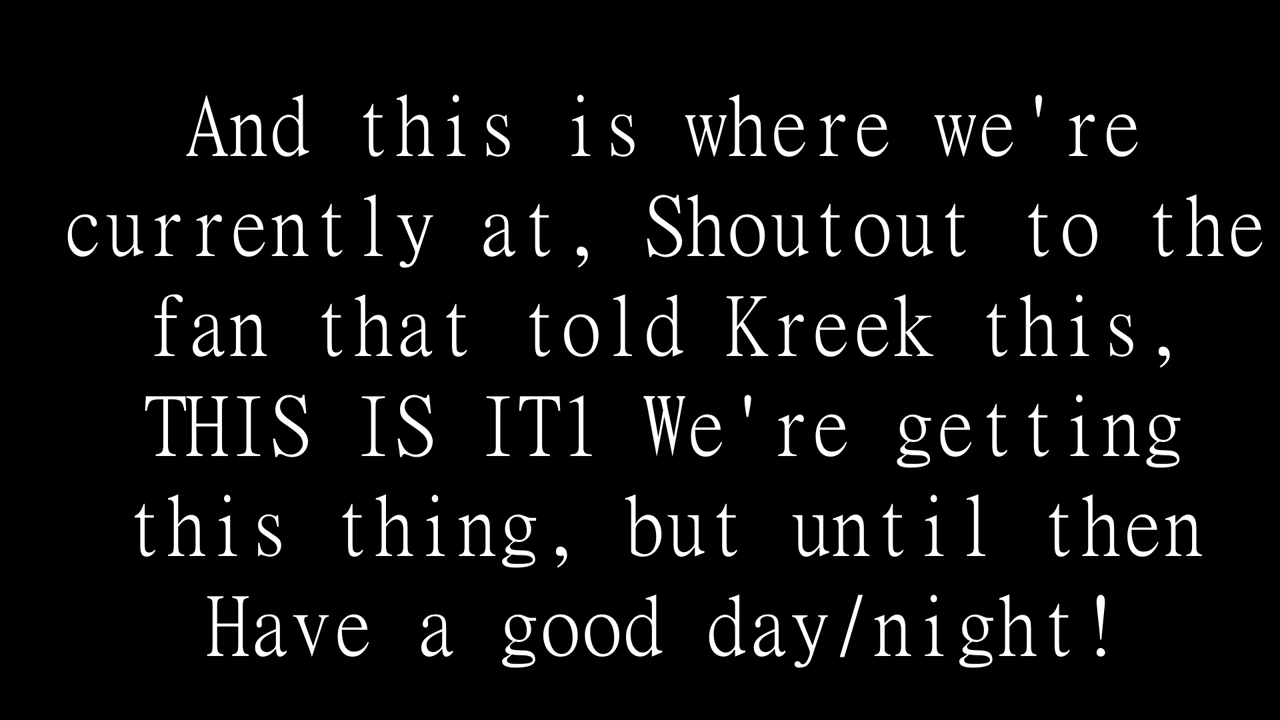 And this is where we're
currently at, Shoutout to the
fan that told Kreek this,
THIS IS IT1 We're getting
this thing, but until then
Have a good day/night!